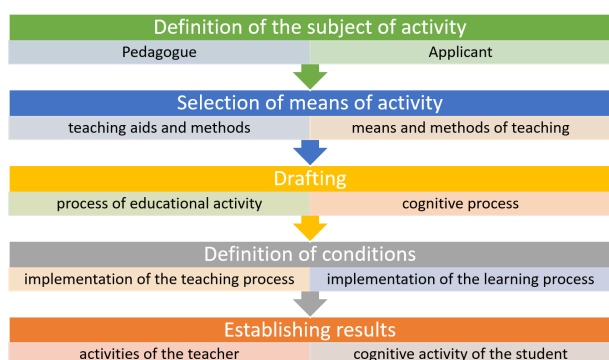 Definition of the subject of activity
Pedagogue Applicant
Selection of means of activity
teaching aids and methods means and methods of teaching
Drafting
process of educational activity cognitive process
Definition of conditions
implementation of the teaching process implementation of the learning process
Establishing results
activities of the teacher cognitive activity of the student